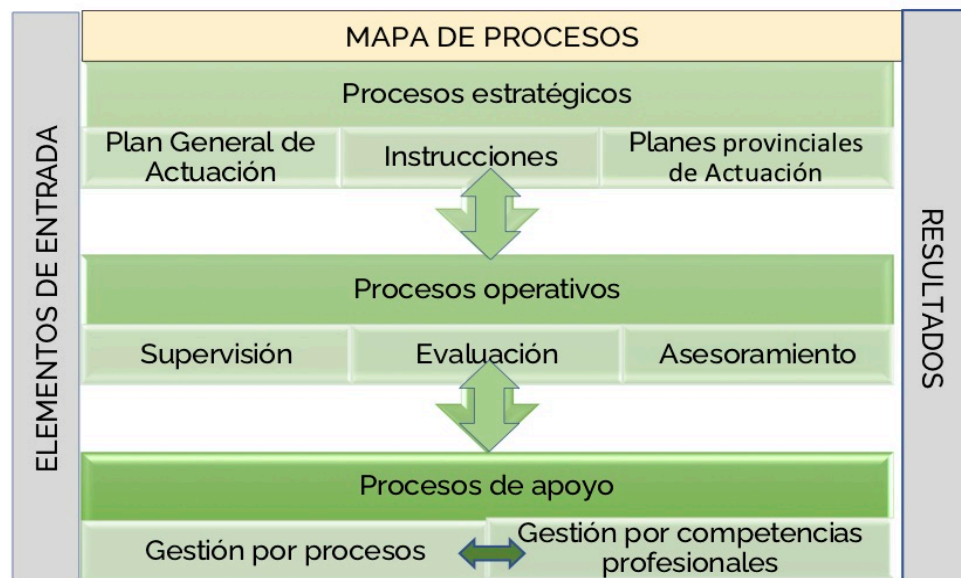 MAPA DE PROCESOS
ELEMENTOS DE ENTRADA
Procesos estratégicos
Plan General de
Actuación
Instrucciones
Planes provinciales
de Actuación
Procesos operativos
Supervisión
Evaluación
Asesoramiento
Procesos de apoyo
Gestión por procesos
Gestión por competencias
profesionales
RESULTADOS